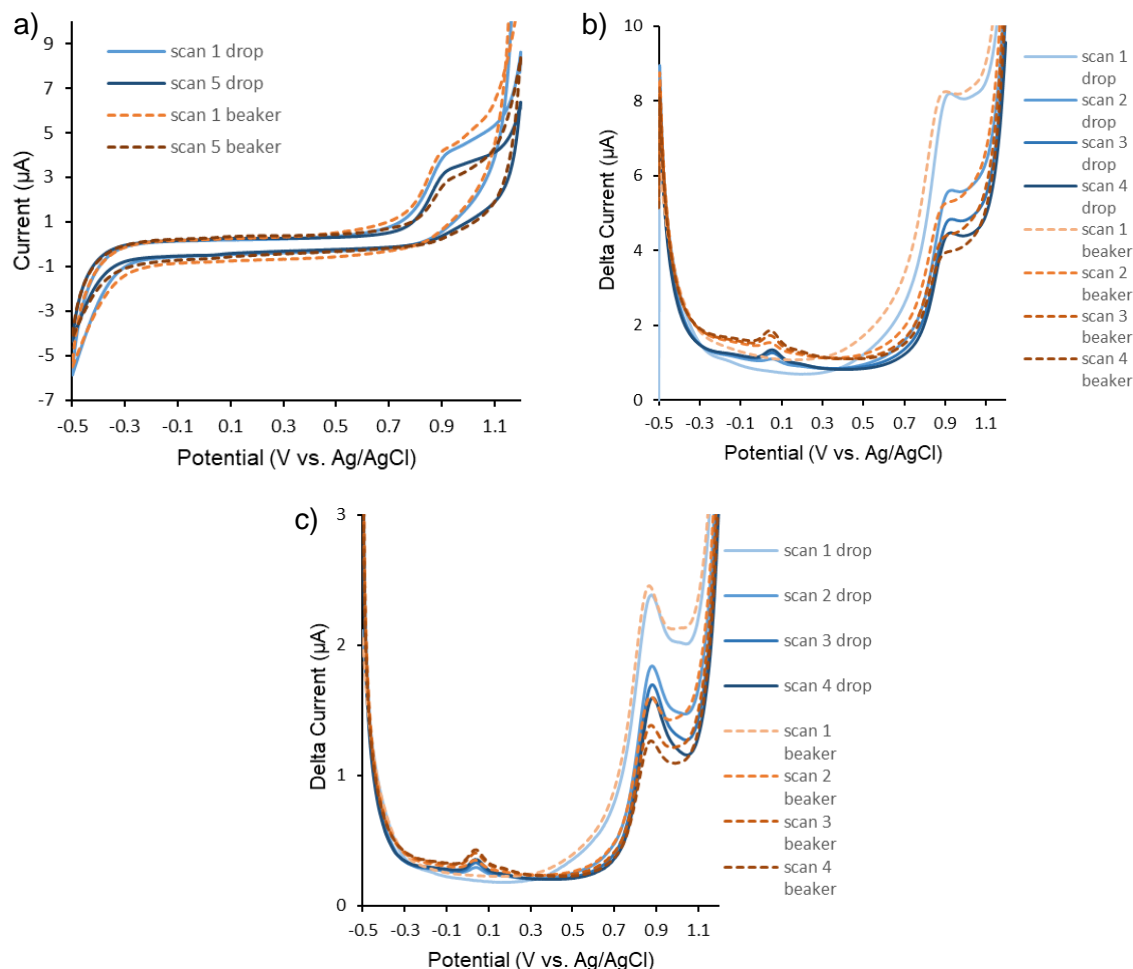 a)
Current (µA)
9
7
5
3
1
-1
-3
-5
-7
scan 1 drop
scan 5 drop
scan 1 beaker
scan 5 beaker
-0.5 -0.3 -0.1 0.1 0.3 0.5 0.7 0.9 1.1
Potential (V vs. Ag/AgCl)
b)
Delta Current (µA)
10
8
6
4
2
0
-0.5 -0.3 -0.1 0.1 0.3 0.5 0.7 0.9 1.1
Potential (V vs. Ag/AgCl)
scan 1
drop
scan 2
drop
scan 3
drop
scan 4
drop
scan 1
beaker
scan 2
beaker
scan 3
beaker
scan 4
beaker
c)
Delta Current (µA)
3
2
1
0
-0.5 -0.3 -0.1 0.1 0.3 0.5 0.7 0.9 1.1
Potential (V vs. Ag/AgCl)
scan 1 drop
scan 2 drop
scan 3 drop
scan 4 drop
scan 1
beaker
scan 2
beaker
scan 3
beaker
scan 4
beaker